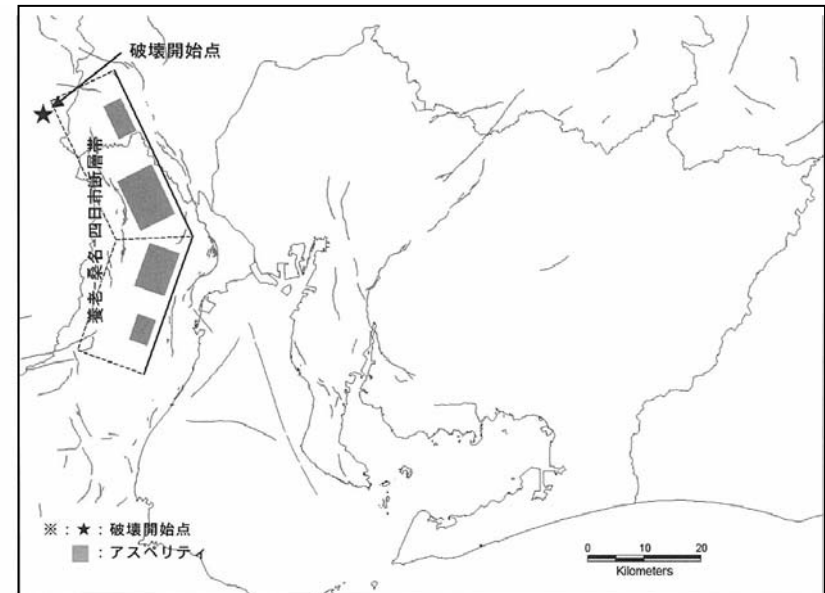 破壊開始点
養老-桑名-四日市断層帯
※：★：破壊開始点
：アスペリティ
0 10 20
Kilometers